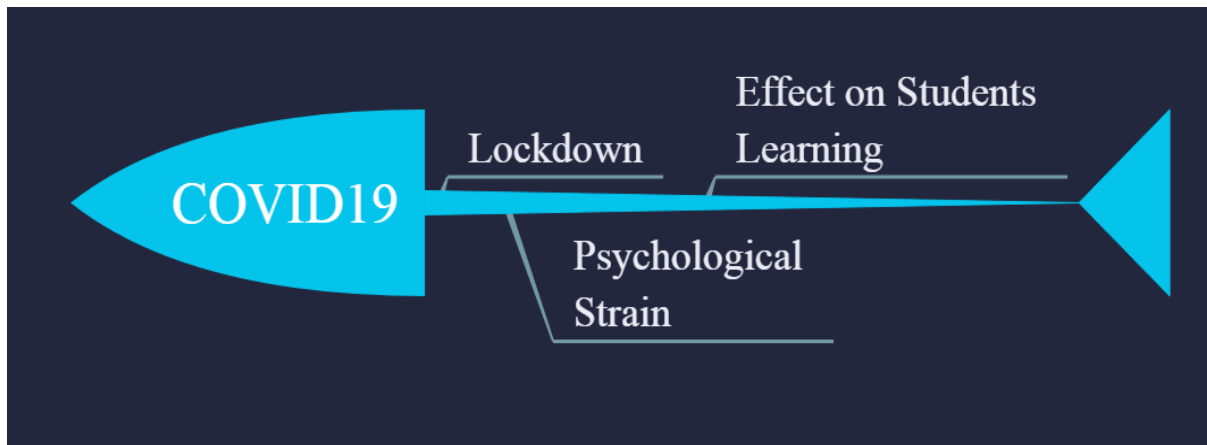 COVID19
Lockdown
Effect on Students
Learning
Psychological
Strain